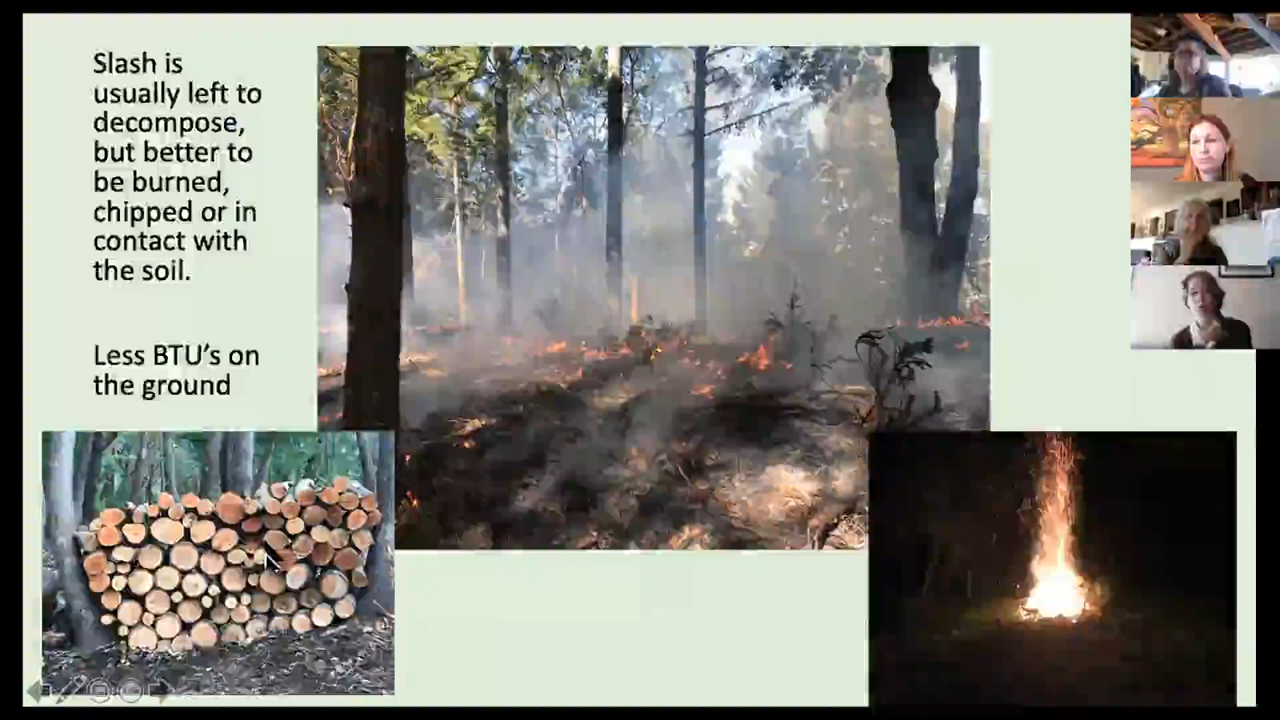 Slash is
usually left to
decompose,
but better to
be burned,
chipped or in
contact with
the soil.
Less BTU’s on
the ground